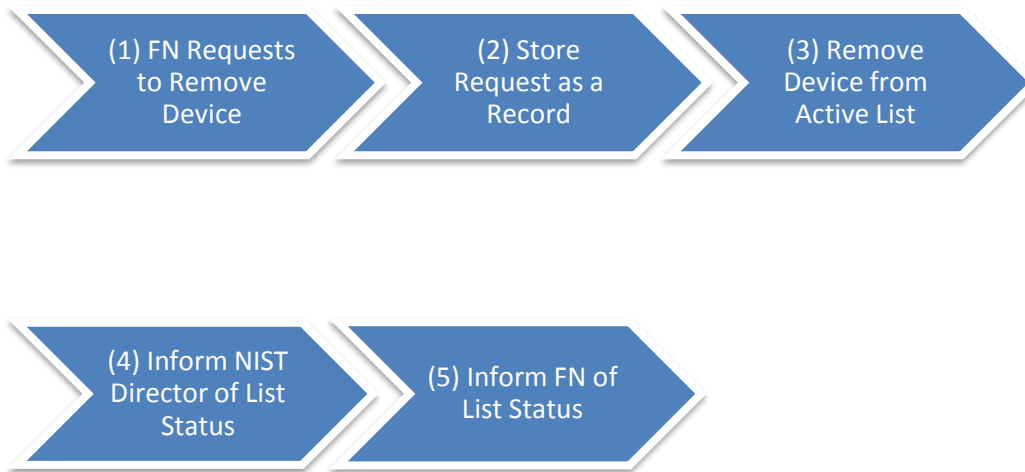 (1) FN Requests
to Remove
Device
(2) Store
Request as a
Record
(3) Remove
Device from
Active List
(4) Inform NIST
Director of List
Status
(5) Inform FN of
List Status